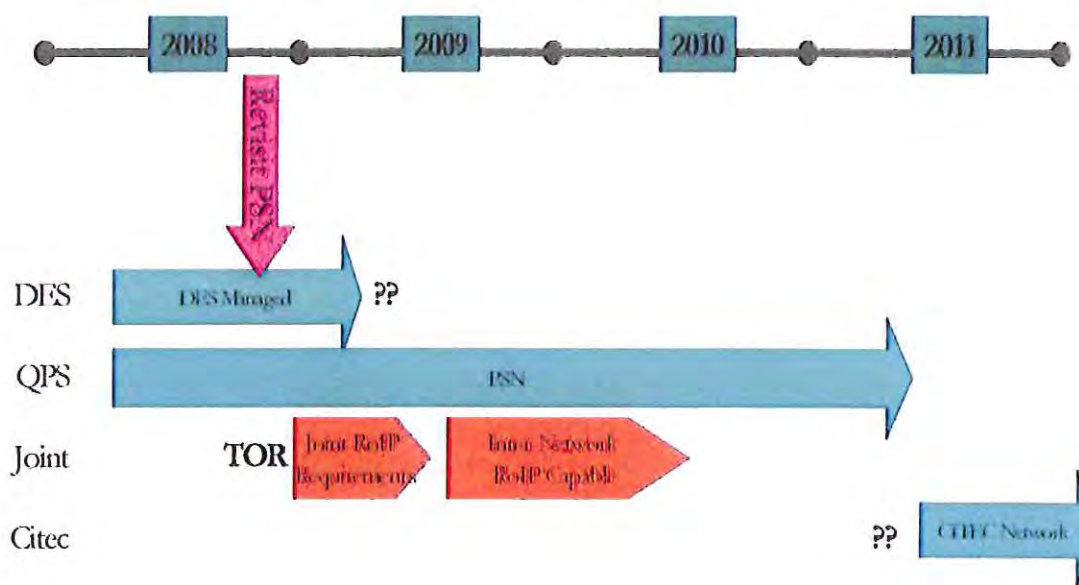 2008 2009 2010 2011
Revisit PSN
DES DES Managed ??
QPS PSN
Joint TOR Joint RoIP Requirements
Inter Network RoIP Capable
Citec ?? CITEC Network